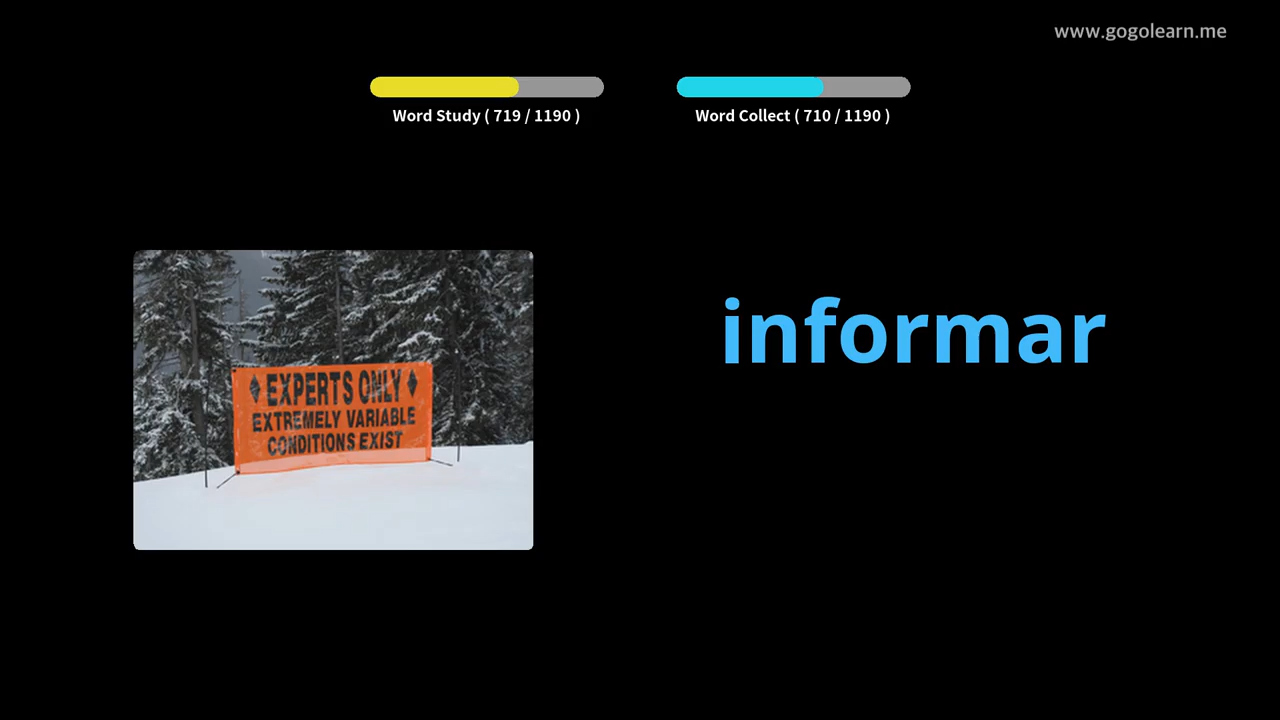 www.gogolearn.me
Word Study ( 719 / 1190 )
Word Collect ( 710 / 1190 )
EXPERTS ONLY
EXTREMELY VARIABLE
CONDITIONS EXIST
informar